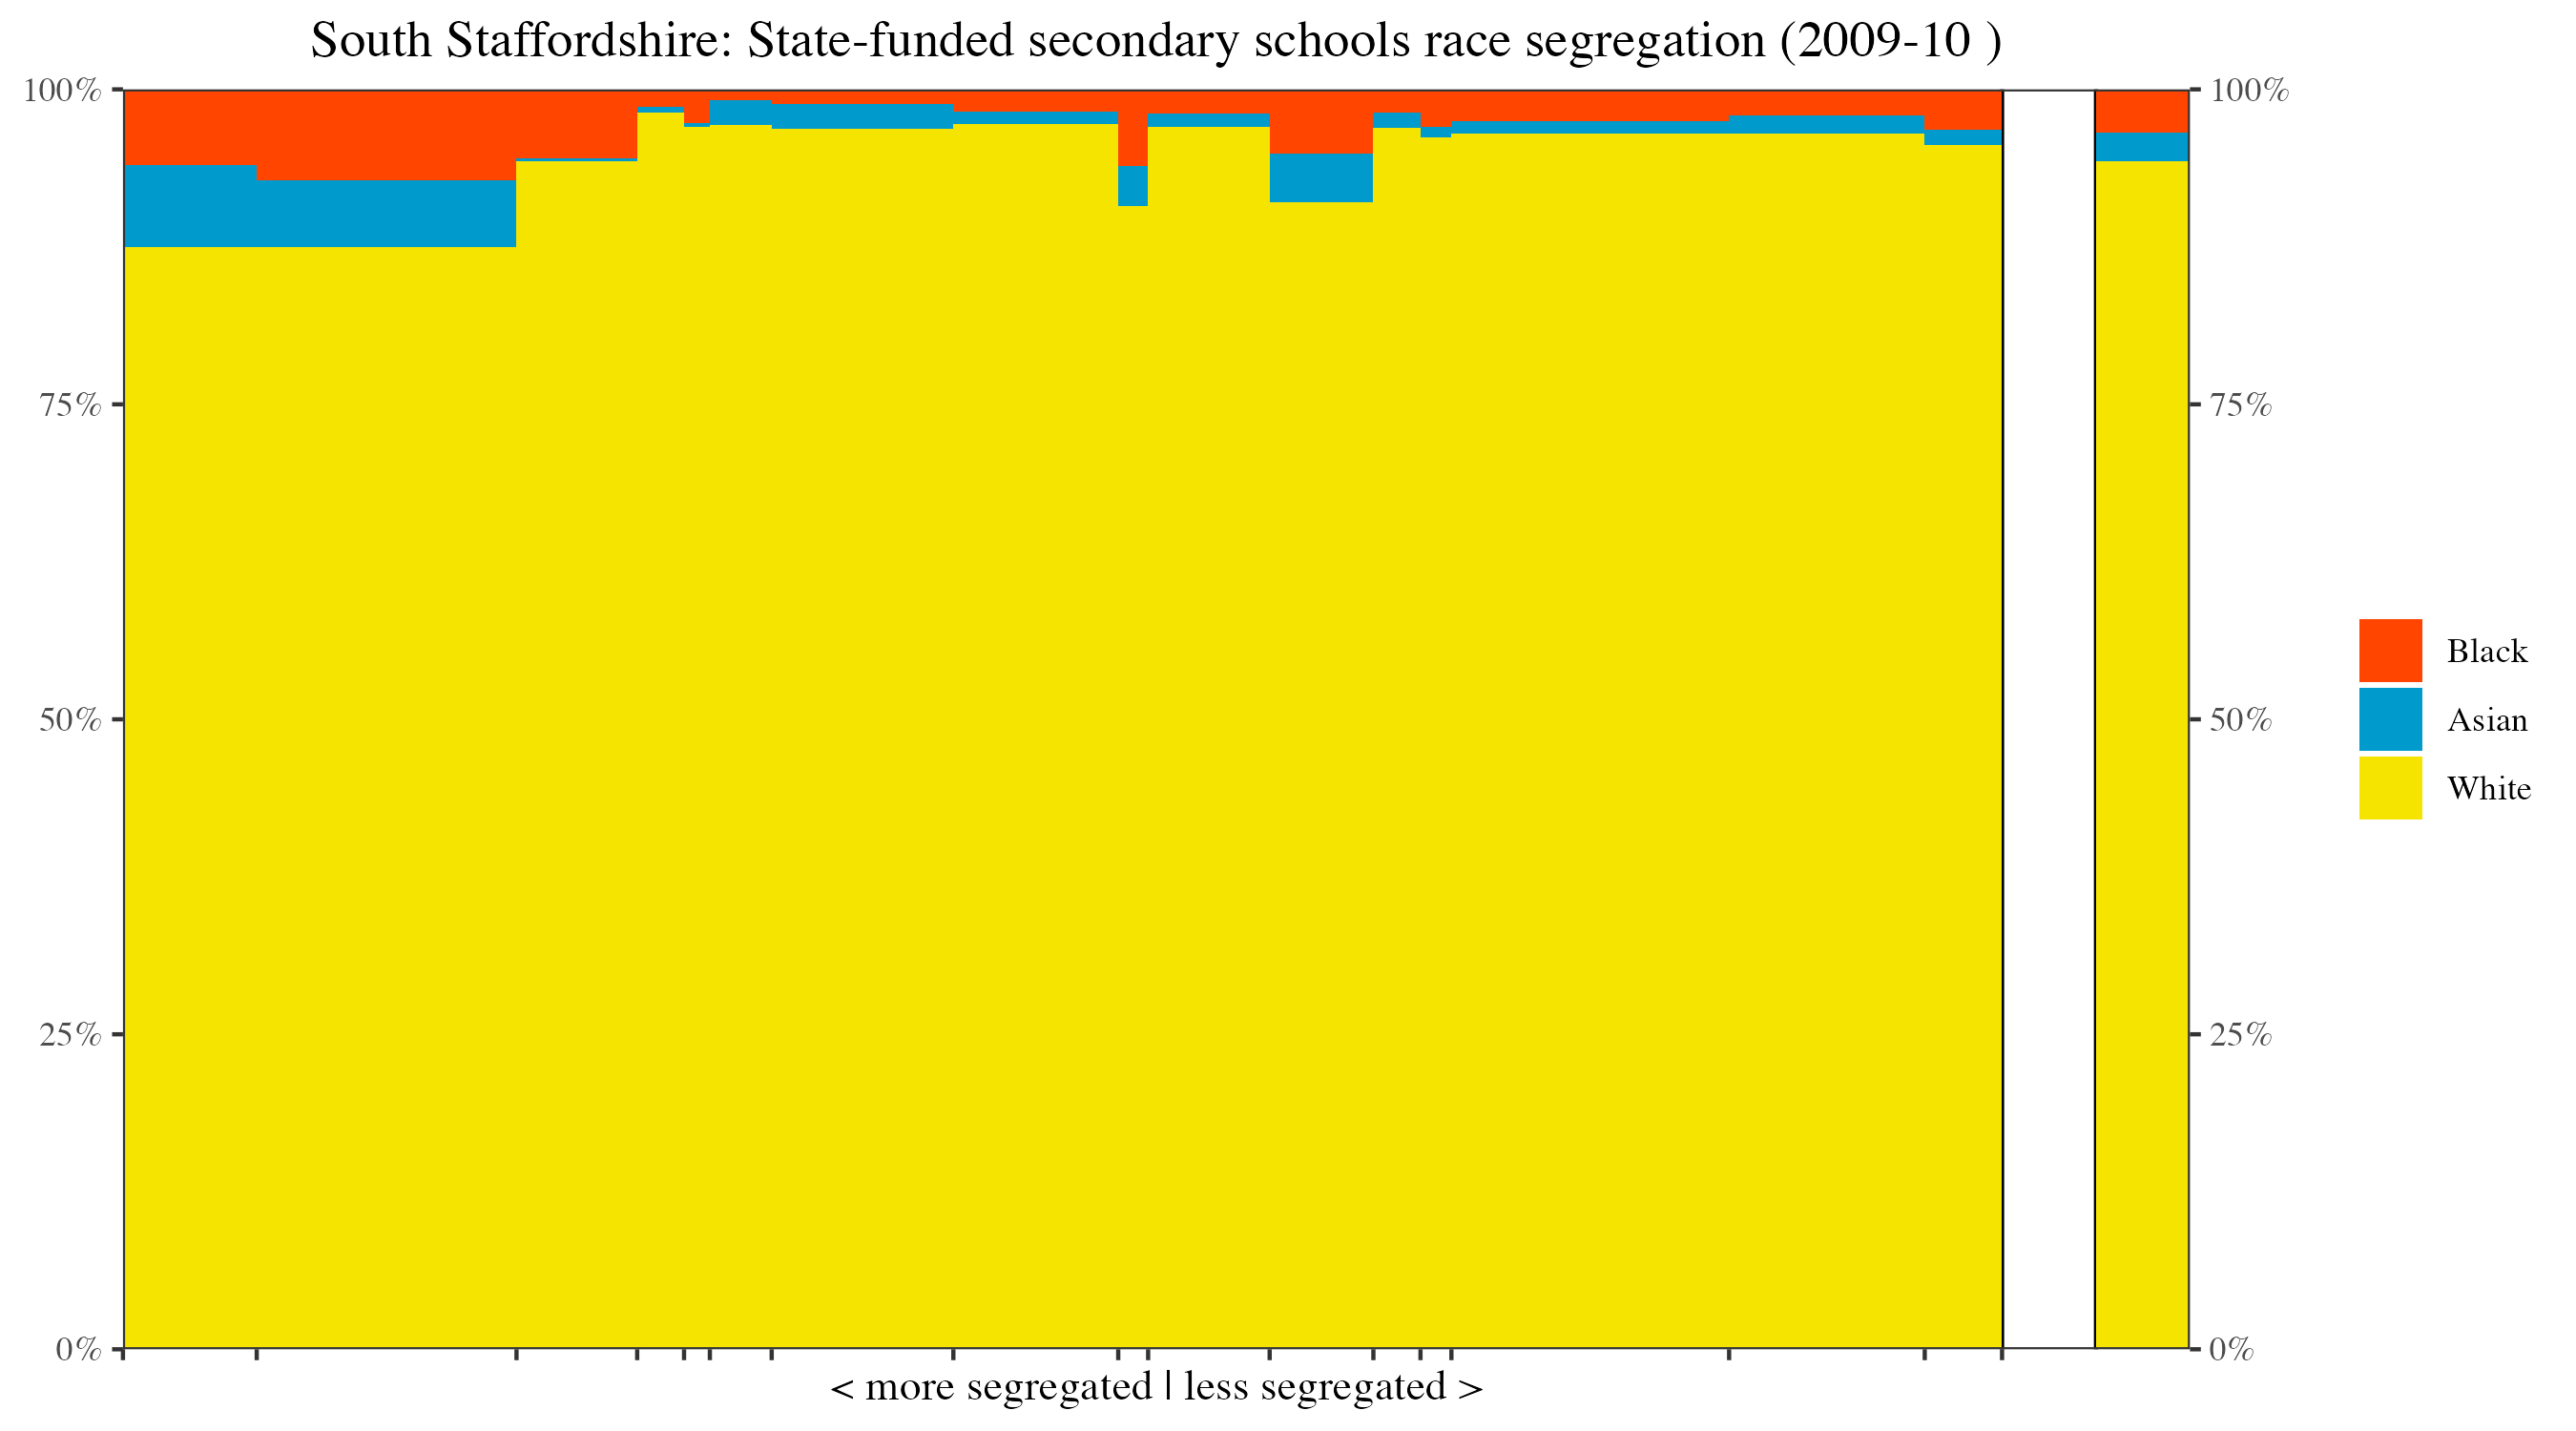 South Staffordshire: State-funded secondary schools race segregation (2009-10 )
100%
75%
50%
25%
0%
100%
75%
50%
25%
0%
Black
Asian
White
< more segregated | less segregated >